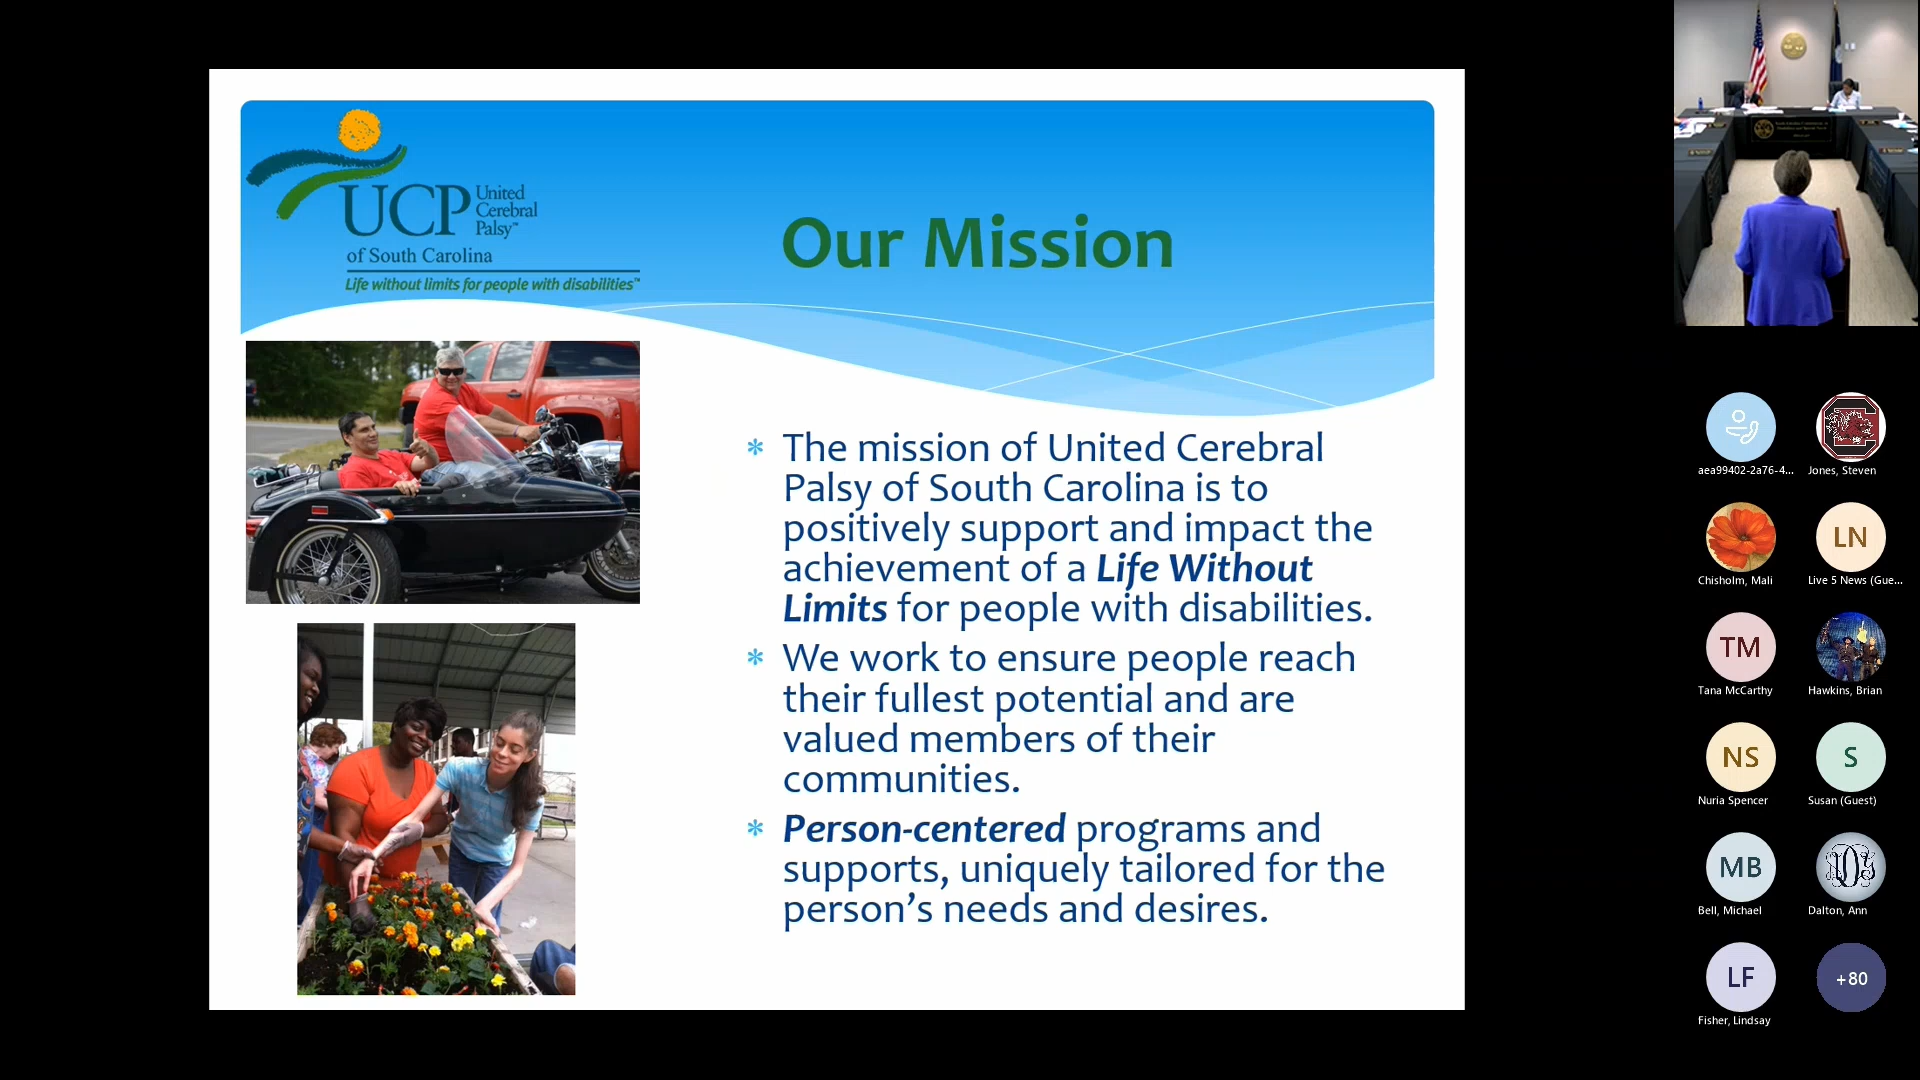 UCP United
Cerebral
Palsy™
of South Carolina
Life without limits for people with disabilities™
Our Mission
* The mission of United Cerebral
Palsy of South Carolina is to
positively support and impact the
achievement of a Life Without
Limits for people with disabilities.
* We work to ensure people reach
their fullest potential and are
valued members of their
communities.
* Person-centered programs and
supports, uniquely tailored for the
person's needs and desires.
aea99402-2a76-4...
Jones, Steven
Chisholm, Mali
LN
Live 5 News (Gue...
TM
Tana McCarthy
Hawkins, Brian
NS
Nuria Spencer
S
Susan (Guest)
MB
Bell, Michael
Dalton, Ann
LF
Fisher, Lindsay
+80